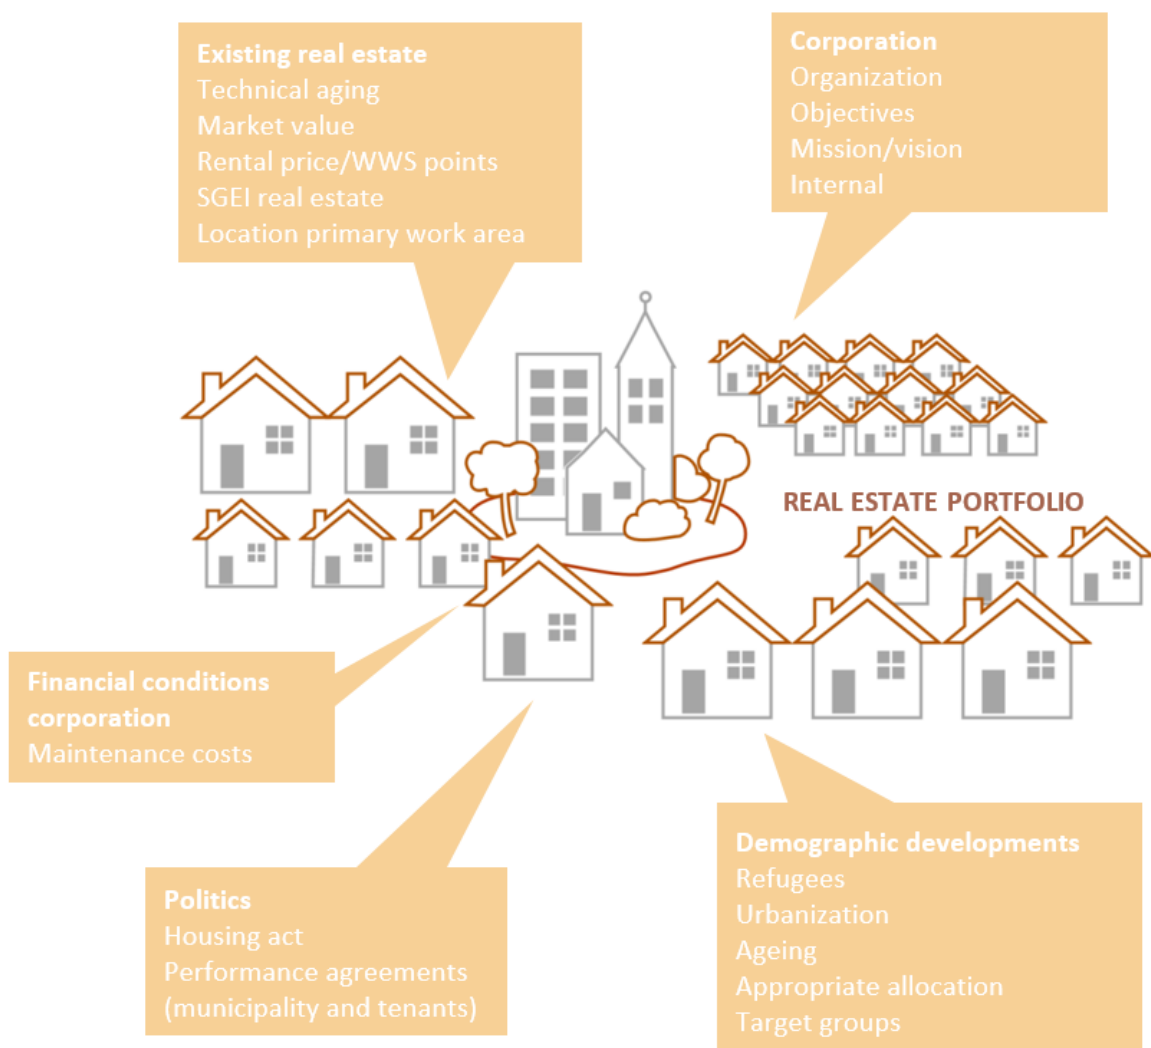 Existing real estate
Technical aging
Market value
Rental price/WWS points
SGEI real estate
Location primary work area
Corporation
Organization
Objectives
Mission/vision
Internal
REAL ESTATE PORTFOLIO
Financial conditions
corporation
Maintenance costs
Politics
Housing act
Performance agreements
(municipality and tenants)
Demographic developments
Refugees
Urbanization
Ageing
Appropriate allocation
Target groups